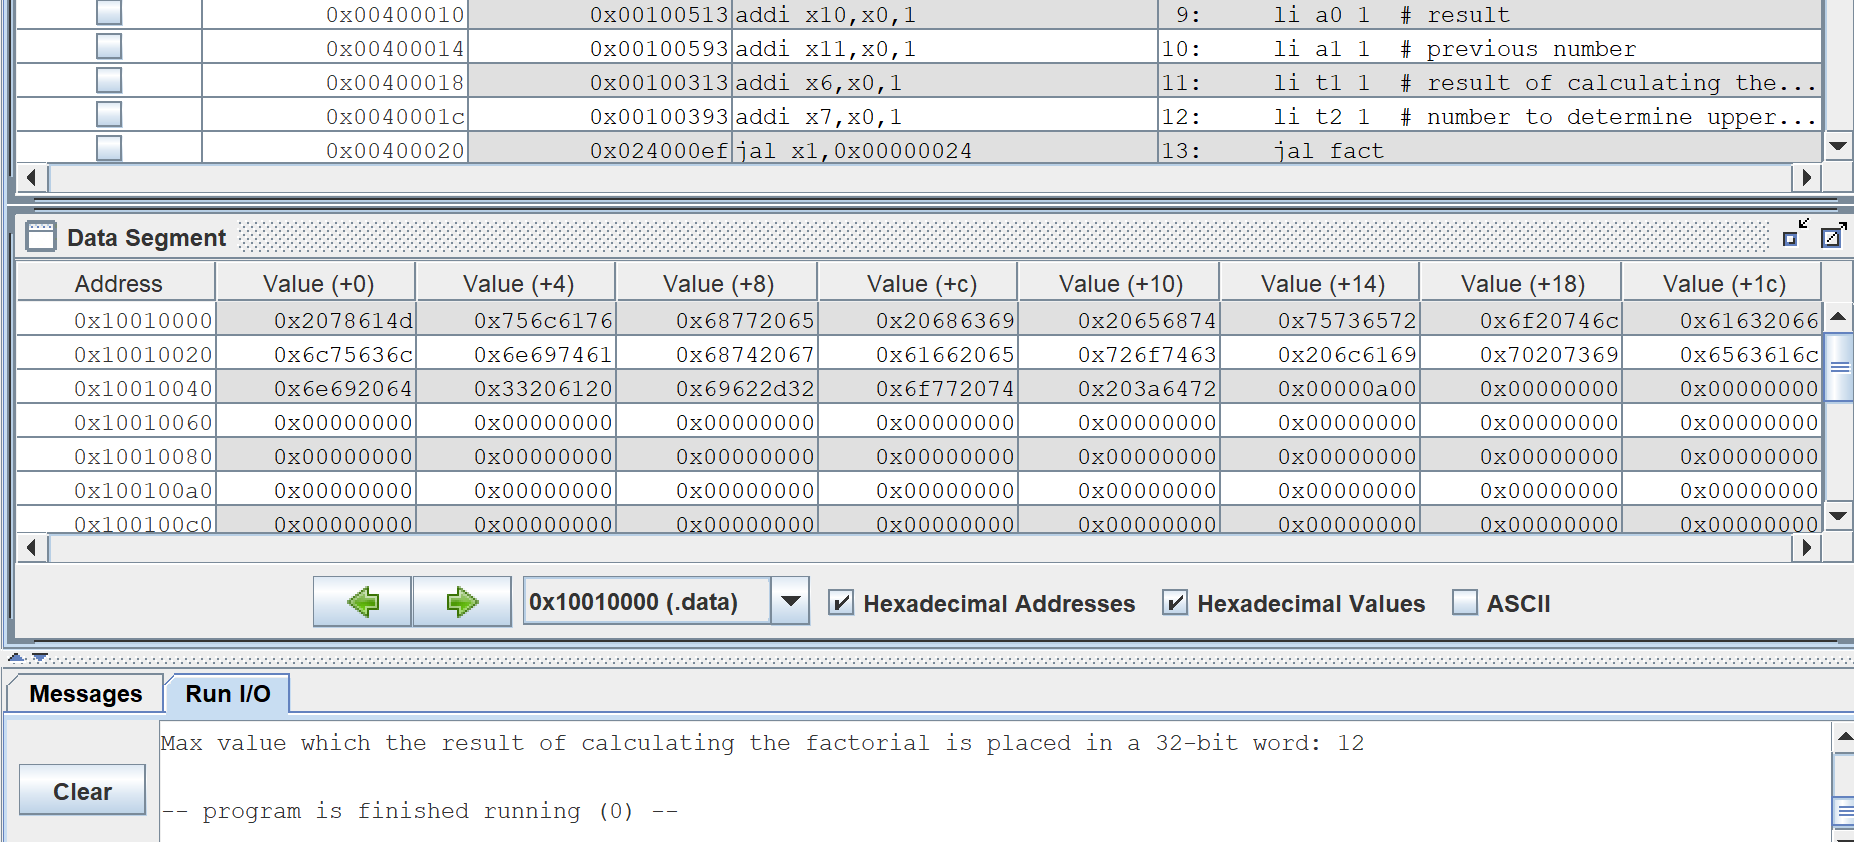 0x00400010 0x00100513 addi x10,x0,1 9: li a0 1 # result
0x00400014 0x00100593 addi x11,x0,1 10: li a1 1 # previous number
0x00400018 0x00100313 addi x6,x0,1 11: li t1 1 # result of calculating the...
0x0040001c 0x00100393 addi x7,x0,1 12: li t2 1 # number to determine upper...
0x00400020 0x024000ef jal x1,0x00000024 13: jal fact
Data Segment
Address Value (+0) Value (+4) Value (+8) Value (+c) Value (+10) Value (+14) Value (+18) Value (+1c)
0x10010000 0x2078614d 0x756c6176 0x68772065 0x20686369 0x20656874 0x75736572 0x6f20746c 0x61632066
0x10010020 0x6c75636c 0x6e697461 0x68742067 0x61662065 0x726f7463 0x206c6169 0x70207369 0x6563616c
0x10010040 0x6e692064 0x33206120 0x69622d32 0x6f772074 0x203a6472 0x00000a00 0x00000000 0x00000000
0x10010060 0x00000000 0x00000000 0x00000000 0x00000000 0x00000000 0x00000000 0x00000000 0x00000000
0x10010080 0x00000000 0x00000000 0x00000000 0x00000000 0x00000000 0x00000000 0x00000000 0x00000000
0x100100a0 0x00000000 0x00000000 0x00000000 0x00000000 0x00000000 0x00000000 0x00000000 0x00000000
0x100100c0 0x00000000 0x00000000 0x00000000 0x00000000 0x00000000 0x00000000 0x00000000 0x00000000
0x10010000 (.data) Hexadecimal Addresses Hexadecimal Values ASCII
Messages Run I/O
Max value which the result of calculating the factorial is placed in a 32-bit word: 12
Clear
-- program is finished running (0) --